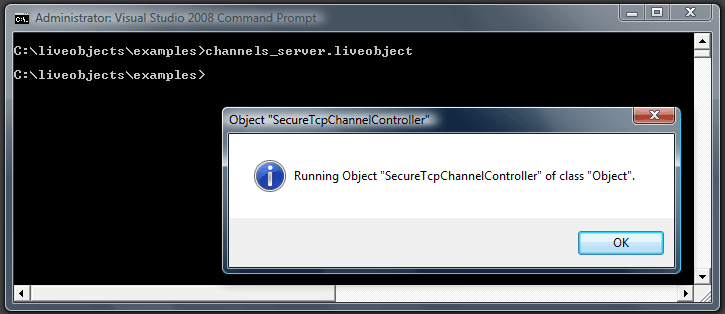 Administrator: Visual Studio 2008 Command Prompt
C:\liveobjects\examples>channels_server.liveobject
C:\liveobjects\examples>
Object "SecureTcpChannelController"
Running Object "SecureTcpChannelController" of class "Object".
OK